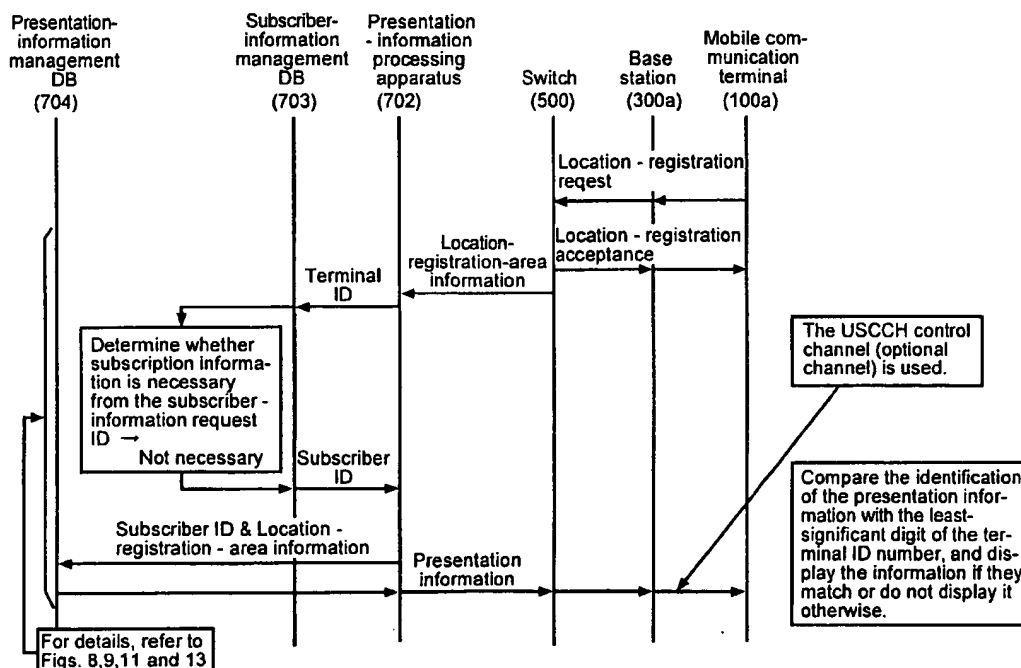 Presentation-
information
management
DB
(704)
Subscriber-
information
management
DB
(703)
Presentation
- information
processing
apparatus
(702)
Switch
(500)
Base
station
(300a)
Mobile com-
munication
terminal
(100a)
Location - registration
reqest
Location - registration
acceptance
Location-
registration-area
information
Terminal
ID
Determine whether
subscription informa-
tion is necessary
from the subscriber -
information request
ID →
Not necessary
Subscriber
ID
The USCCH control
channel (optional
channel) is used.
Subscriber ID & Location -
registration - area information
Presentation
information
Compare the identification
of the presentation infor-
mation with the least-
significant digit of the ter-
minal ID number, and dis-
play the information if they
match or do not display it
otherwise.
For details, refer to
Figs. 8,9,11 and 13